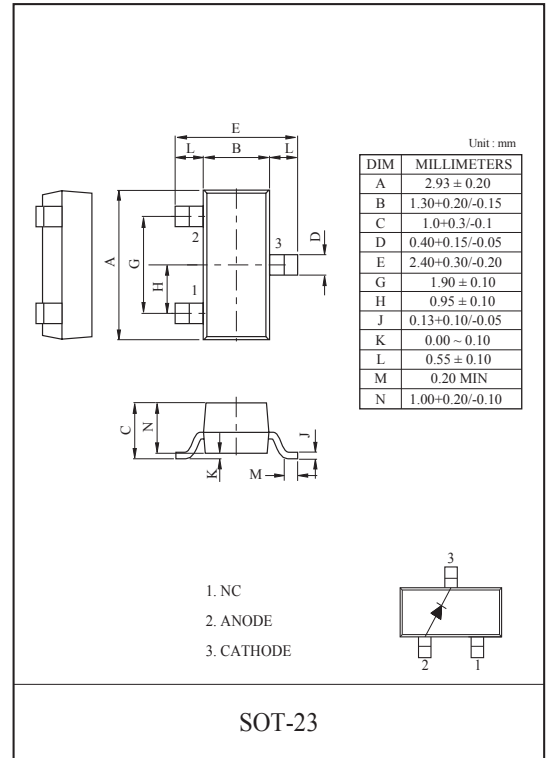 E
L B L
2
3
D
A
G
H
1
Unit : mm
DIM MILLIMETERS
A 2.93 ± 0.20
B 1.30+0.20/-0.15
C 1.0+0.3/-0.1
D 0.40+0.15/-0.05
E 2.40+0.30/-0.20
G 1.90 ± 0.10
H 0.95 ± 0.10
J 0.13+0.10/-0.05
K 0.00 ~ 0.10
L 0.55 ± 0.10
M 0.20 MIN
N 1.00+0.20/-0.10
C
N
J
K
M
1. NC
2. ANODE
3. CATHODE
3
2 1
SOT-23